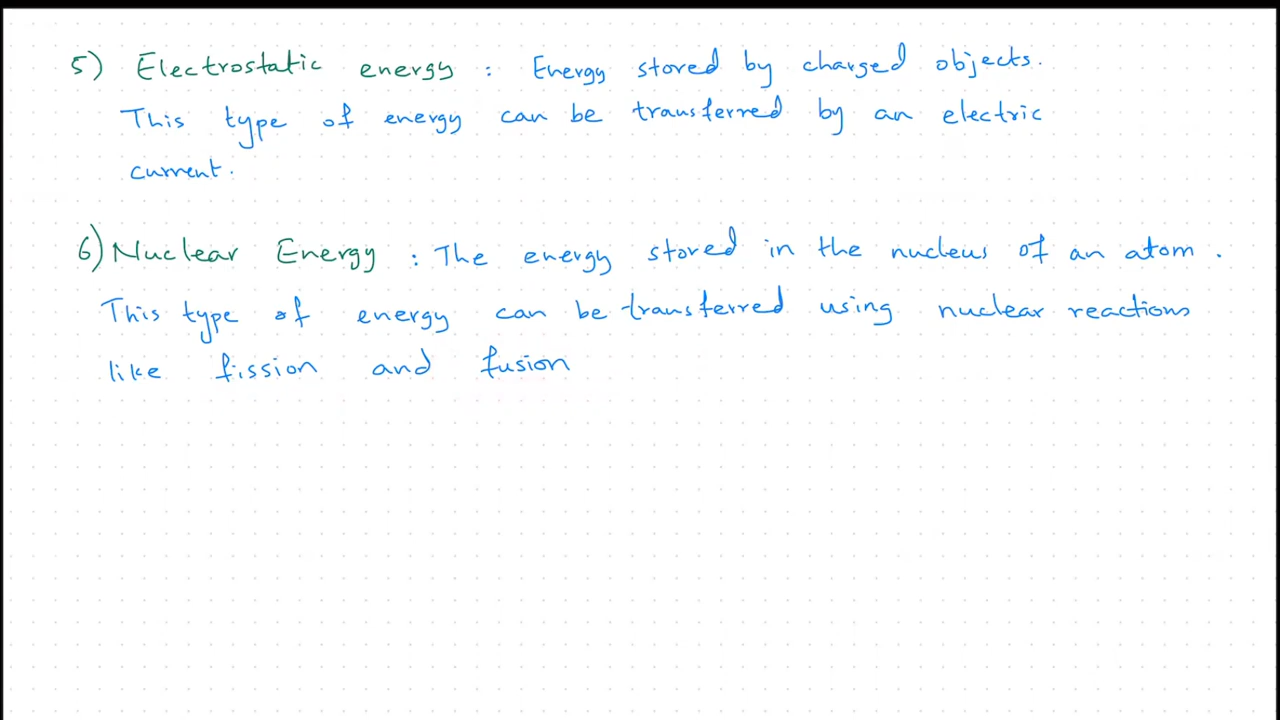 5) Electrostatic energy : Energy stored by charged objects.
This type of energy can be transferred by an electric
current.
6) Nuclear Energy : The energy stored in the nucleus of an atom.
This type of energy can be transferred using nuclear reactions
like fission and fusion